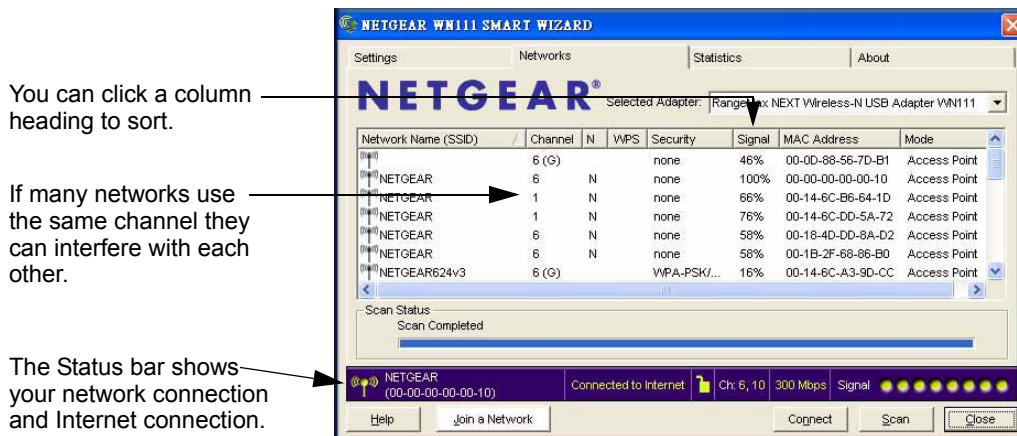 NETGEAR WN111 SMART WIZARD
Settings Networks Statistics About
You can click a column
heading to sort.
NETGEAR®
Selected Adapter: RangeMax NEXT Wireless-N USB Adapter WN111
Network Name (SSID) Channel N WPS Security Signal MAC Address Mode
6 (G) none 46% 00-0D-88-56-7D-B1 Access Point
NETGEAR 6 N none 100% 00-00-00-00-00-10 Access Point
NETGEAR 1 N none 66% 00-14-6C-B6-64-1D Access Point
NETGEAR 1 N none 76% 00-14-6C-DD-5A-72 Access Point
NETGEAR 6 N none 58% 00-18-4D-DD-8A-D2 Access Point
NETGEAR 6 N none 58% 00-1B-2F-68-86-B0 Access Point
NETGEAR624v3 6 (G) WPA-PSK/... 16% 00-14-6C-A3-9D-CC Access Point
If many networks use
the same channel they
can interfere with each
other.
Scan Status
Scan Completed
The Status bar shows
your network connection
and Internet connection.
NETGEAR
(00-00-00-00-00-10)
Connected to Internet Ch: 6, 10 300 Mbps Signal
Help Join a Network Connect Scan Close